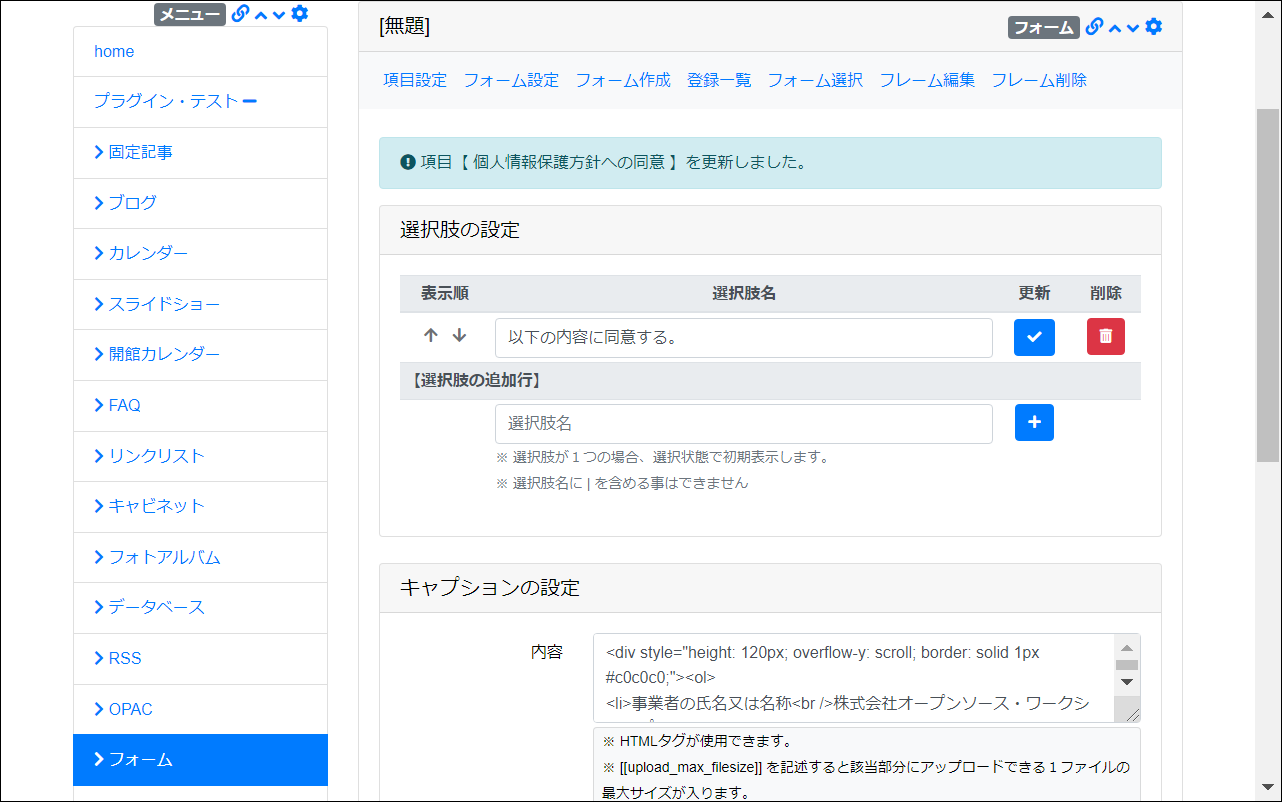 メニュー
home
プラグイン・テスト
固定記事
ブログ
カレンダー
スライドショー
開館カレンダー
FAQ
リンクリスト
キャビネット
フォトアルバム
データベース
RSS
OPAC
フォーム
[無題]
フォーム
項目設定 フォーム設定 フォーム作成 登録一覧 フォーム選択 フレーム編集 フレーム削除
項目【 個人情報保護方針への同意 】を更新しました。
選択肢の設定
表示順 選択肢名 更新 削除
以下の内容に同意する。
【選択肢の追加行】
選択肢名
※ 選択肢が１つの場合、選択状態で初期表示します。
※ 選択肢名に | を含める事はできません
キャプションの設定
内容
<div style="height: 120px; overflow-y: scroll; border: solid 1px
#c0c0c0;"><ol>
<li>事業者の氏名又は名称<br />株式会社オープンソース・ワークシ
※ HTMLタグが使用できます。
※ [[upload_max_filesize]] を記述すると該当部分にアップロードできる１ファイルの
最大サイズが入ります。